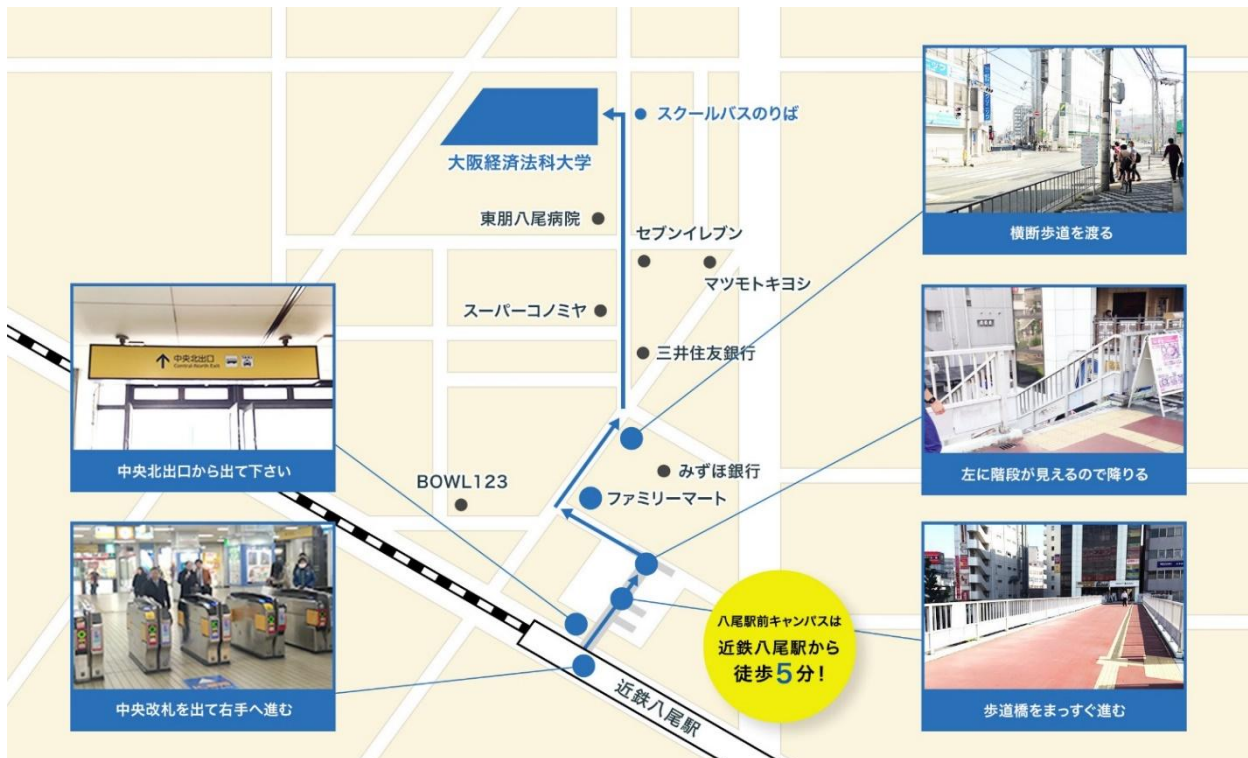 スクールバスのりば
大阪経済法科大学
東朋八尾病院
セブンイレブン
マツモトキヨシ
スーパーコノミヤ
三井住友銀行
みずほ銀行
BOWL123
ファミリーマート
近鉄八尾駅
八尾駅前キャンパスは
近鉄八尾駅から
徒歩5分!
中央北出口
Central North Exit
中央北出口から出て下さい
中央改札を出て右手へ進む
横断歩道を渡る
左に階段が見えるので降りる
歩道橋をまっすぐ進む